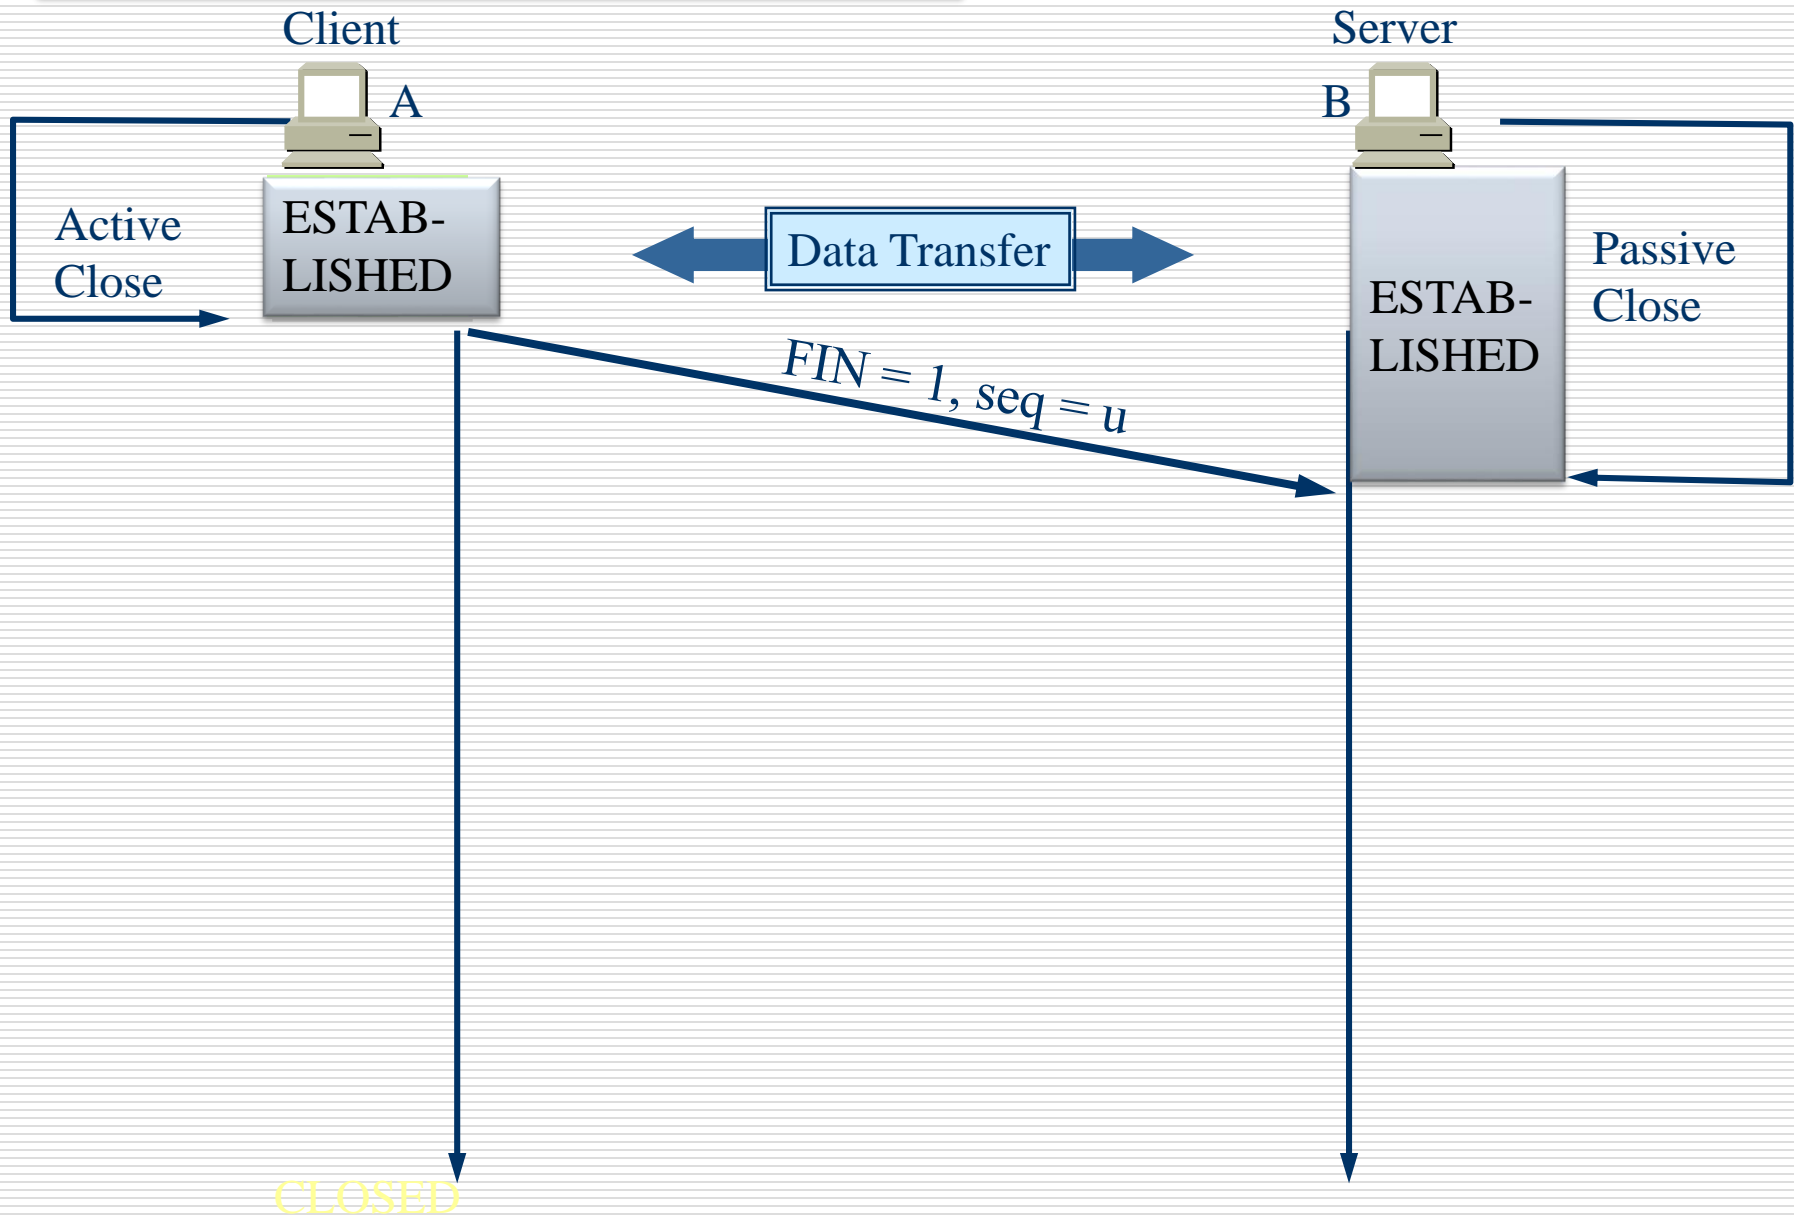 Client
Server
A
B
Active
Close
ESTAB-
LISHED
Data Transfer
ESTAB-
LISHED
Passive
Close
FIN = 1, seq = u
CLOSED